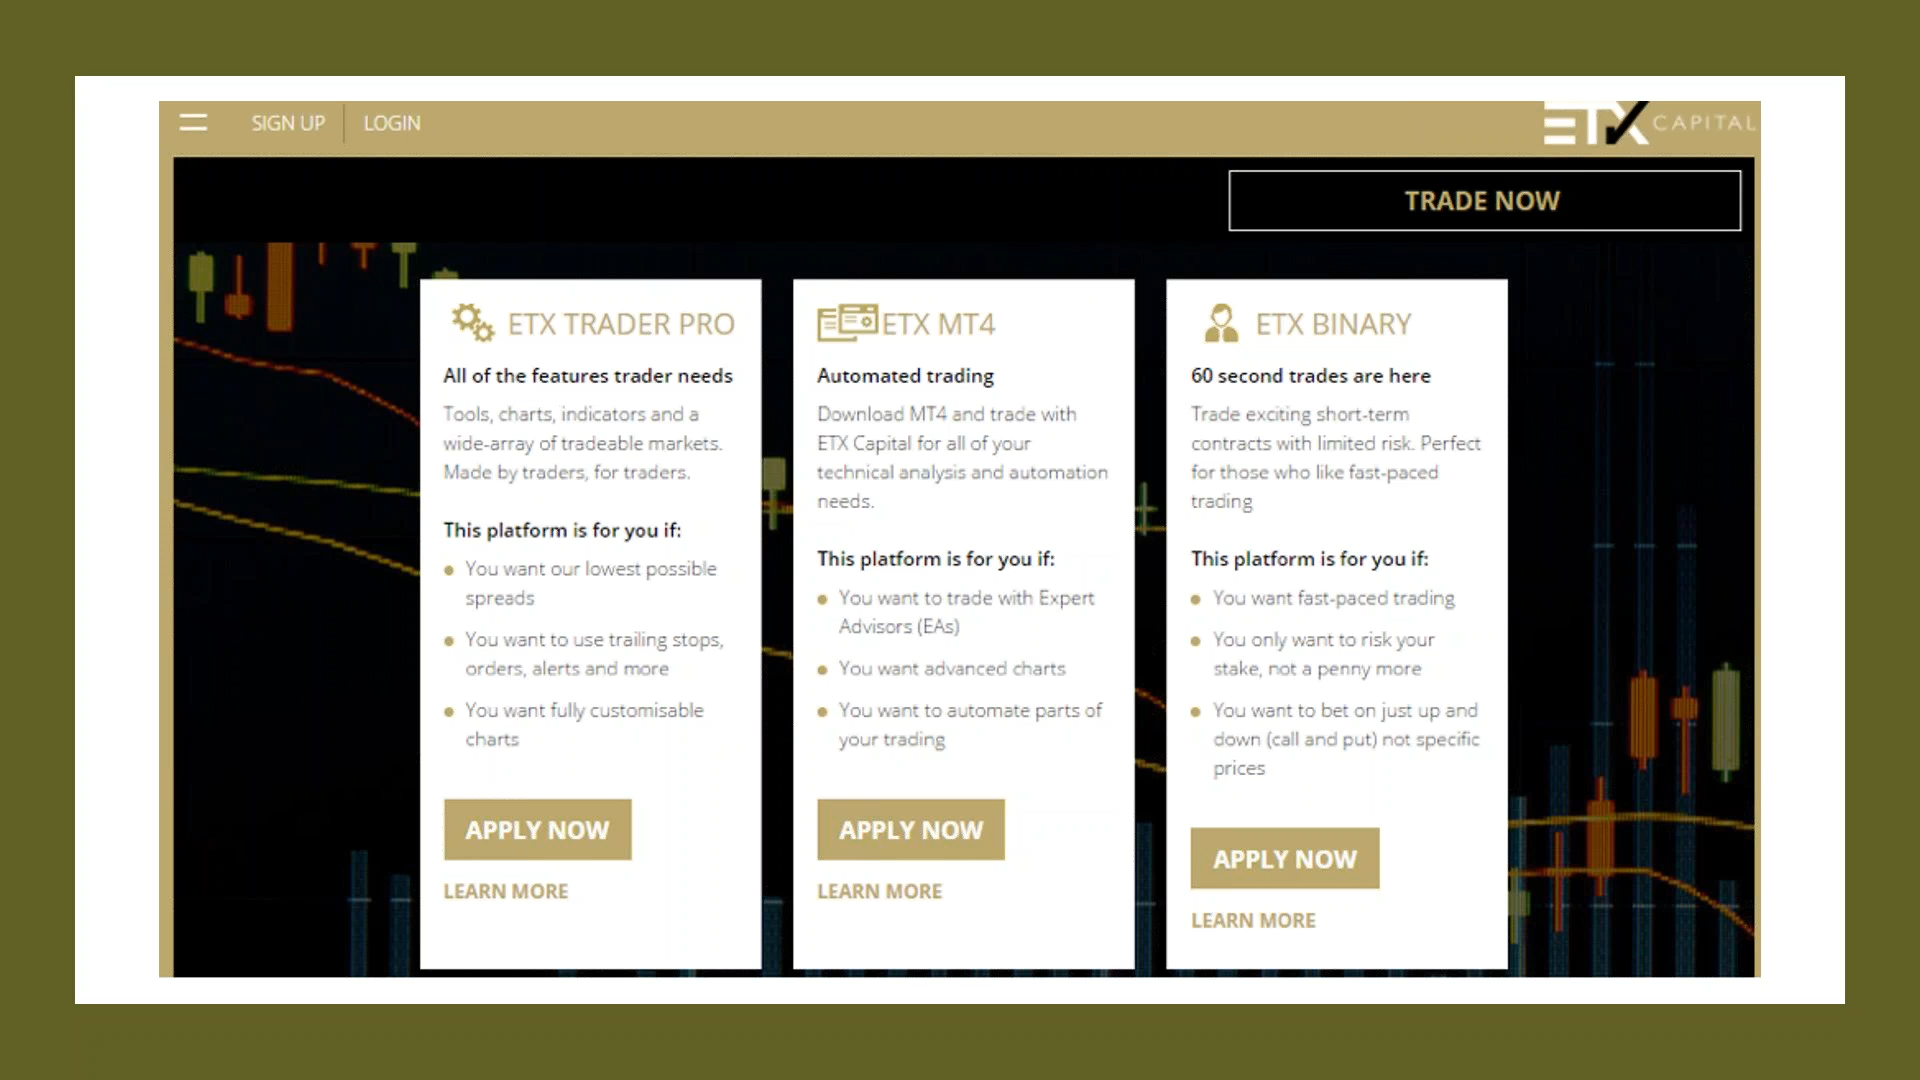 SIGN UP
LOGIN
ETX CAPITAL
TRADE NOW
ETX TRADER PRO
All of the features trader needs
Tools, charts, indicators and a
wide-array of tradeable markets.
Made by traders, for traders.
This platform is for you if:
You want our lowest possible
spreads
You want to use trailing stops,
orders, alerts and more
You want fully customisable
charts
APPLY NOW
LEARN MORE
ETX MT4
Automated trading
Download MT4 and trade with
ETX Capital for all of your
technical analysis and automation
needs.
This platform is for you if:
You want to trade with Expert
Advisors (EAs)
You want advanced charts
You want to automate parts of
your trading
APPLY NOW
LEARN MORE
ETX BINARY
60 second trades are here
Trade exciting short-term
contracts with limited risk. Perfect
for those who like fast-paced
trading
This platform is for you if:
You want fast-paced trading
You only want to risk your
stake, not a penny more
You want to bet on just up and
down (call and put) not specific
prices
APPLY NOW
LEARN MORE